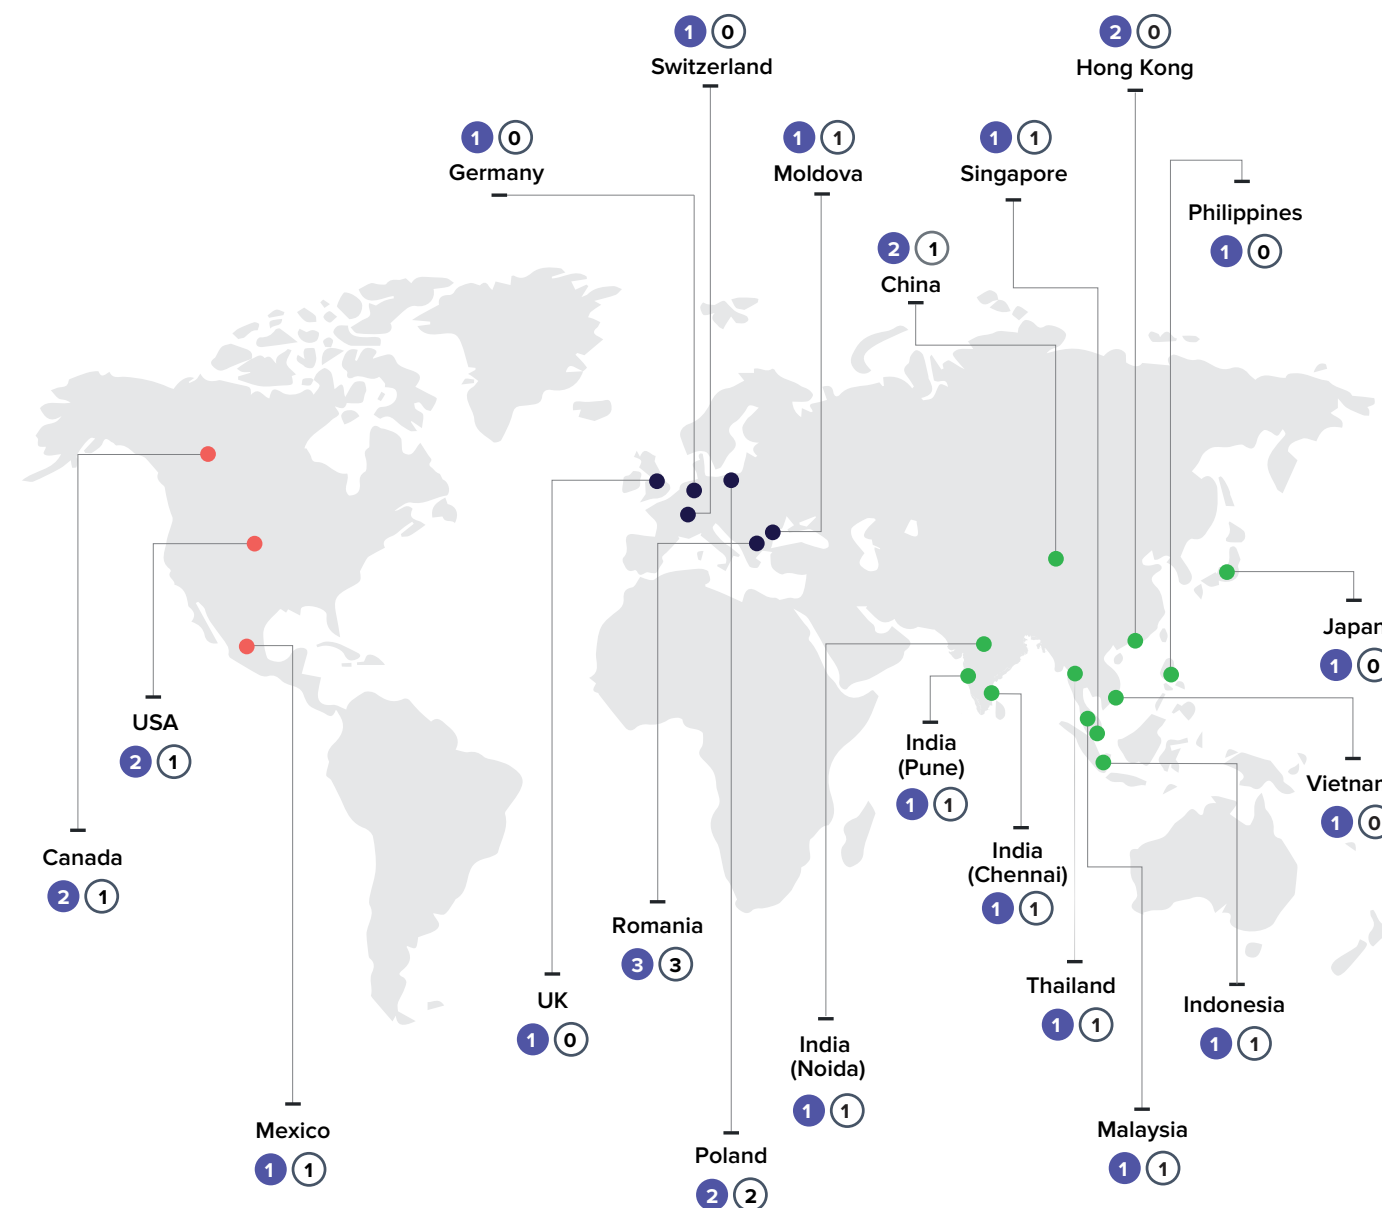 1 0
Switzerland
2 0
Hong Kong
1 0
Germany
1 1
Moldova
1 1
Singapore
Philippines
1 0
2 1
China
Japan
1 0
USA
2 1
India
(Pune)
1 1
Vietnam
1 0
Canada
2 1
India
(Chennai)
1 1
Romania
3 3
UK
1 0
Thailand
1 1
Indonesia
1 1
India
(Noida)
1 1
Mexico
1 1
Poland
2 2
Malaysia
1 1